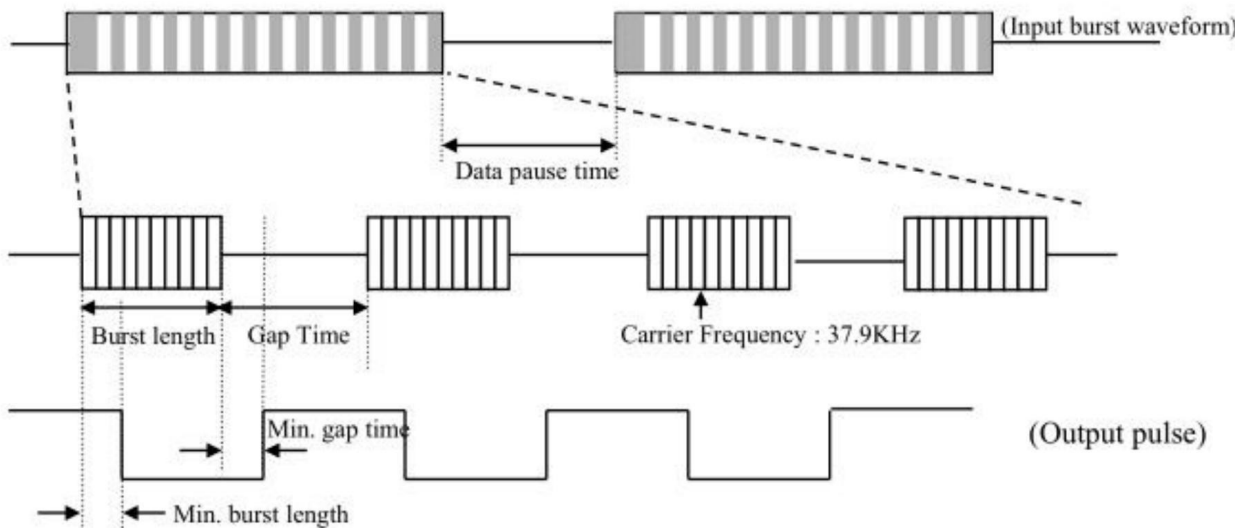 (Input burst waveform)
Data pause time
Burst length
Gap Time
Carrier Frequency : 37.9KHz
Min. gap time
(Output pulse)
Min. burst length